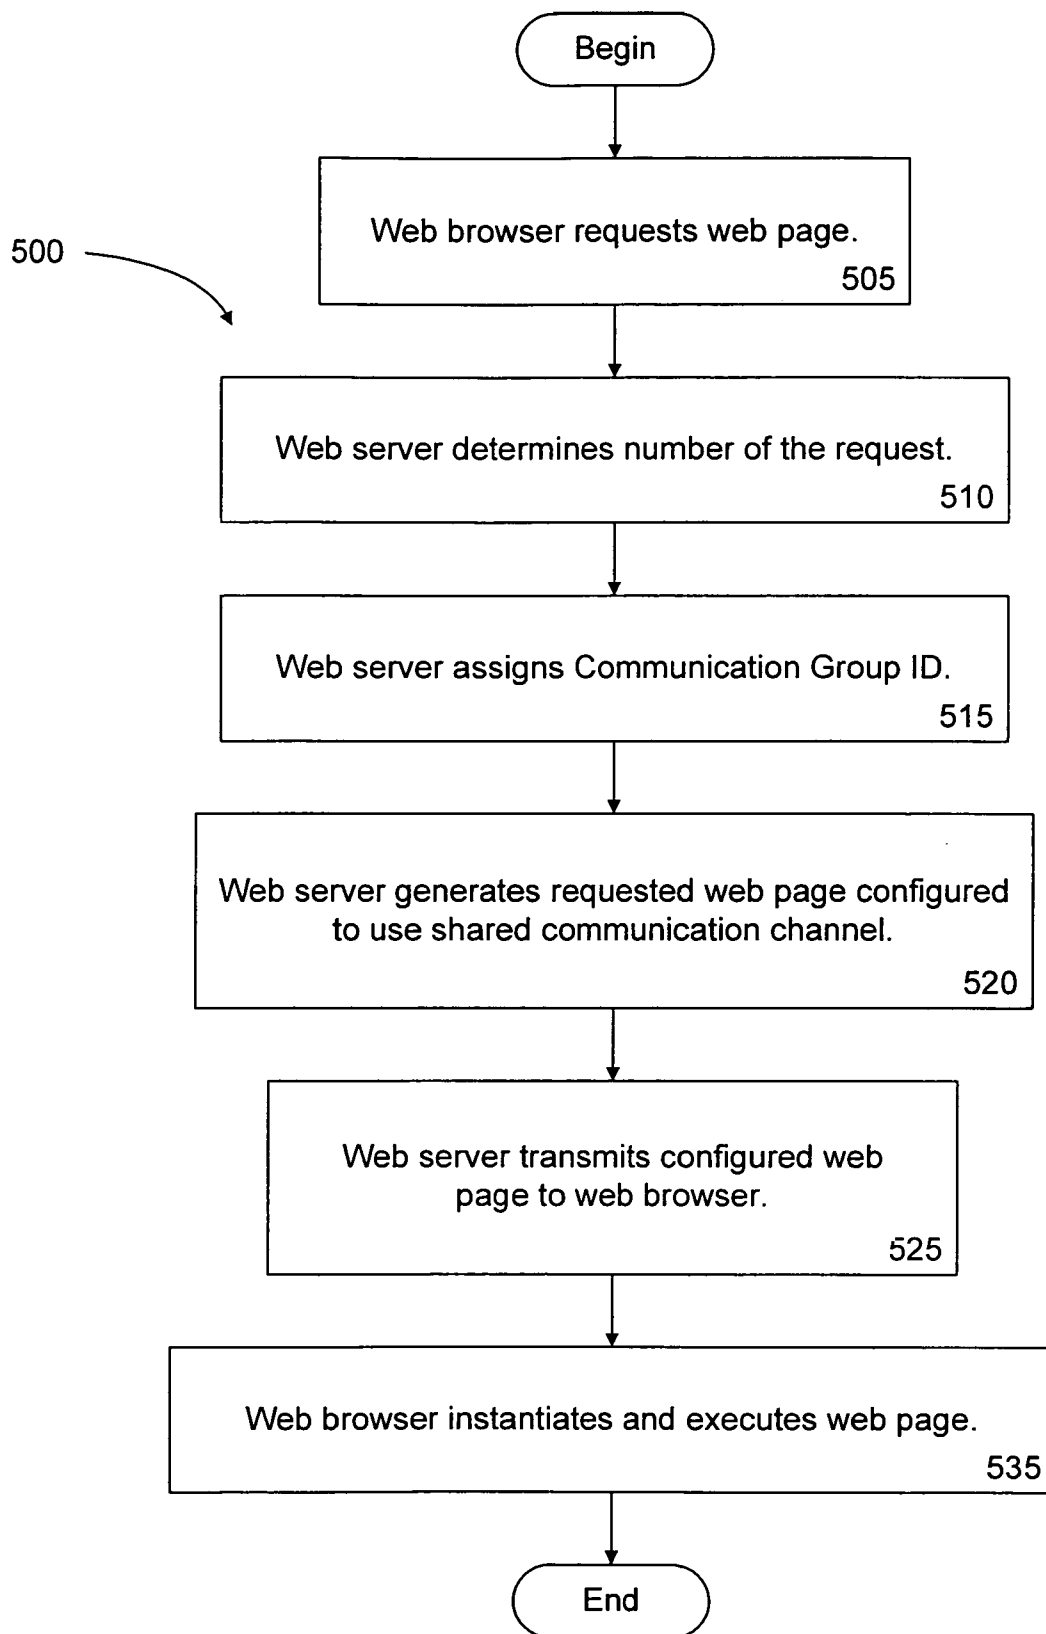 Begin
Web browser requests web page.
505
500
Web server determines number of the request.
510
Web server assigns Communication Group ID.
515
Web server generates requested web page configured
to use shared communication channel.
520
Web server transmits configured web
page to web browser.
525
Web browser instantiates and executes web page.
535
End